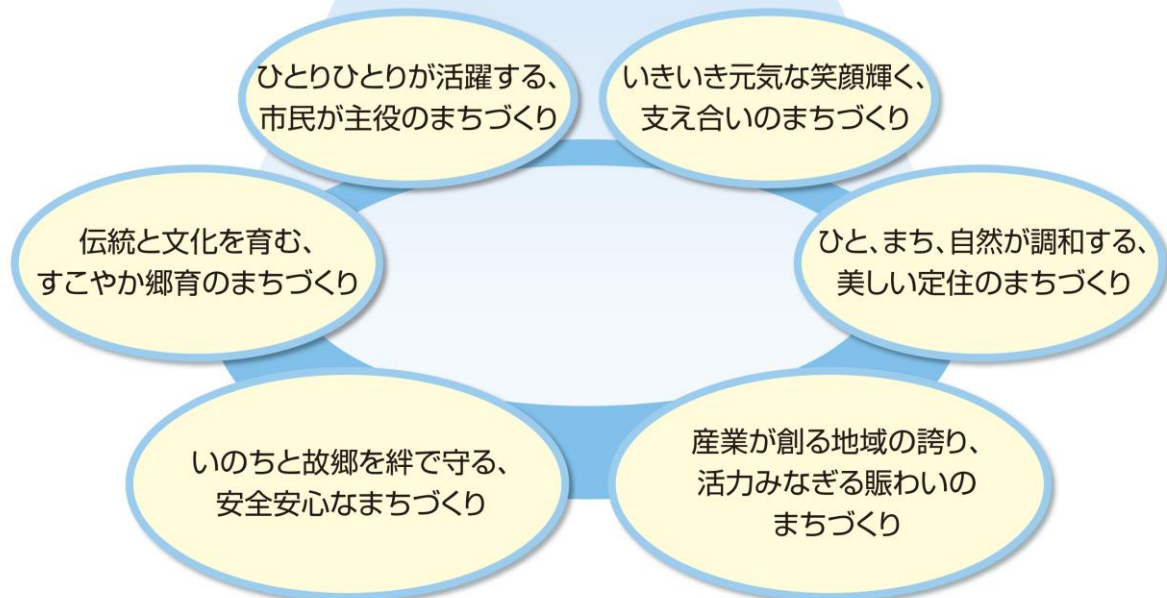 ひとりひとりが活躍する、
市民が主役のまちづくり
いきいき元気な笑顔輝く、
支え合いのまちづくり
伝統と文化を育む、
すこやか郷育のまちづくり
ひと、まち、自然が調和する、
美しい定住のまちづくり
いのちと故郷を絆で守る、
安全安心なまちづくり
産業が創る地域の誇り、
活力みなぎる賑わいの
まちづくり